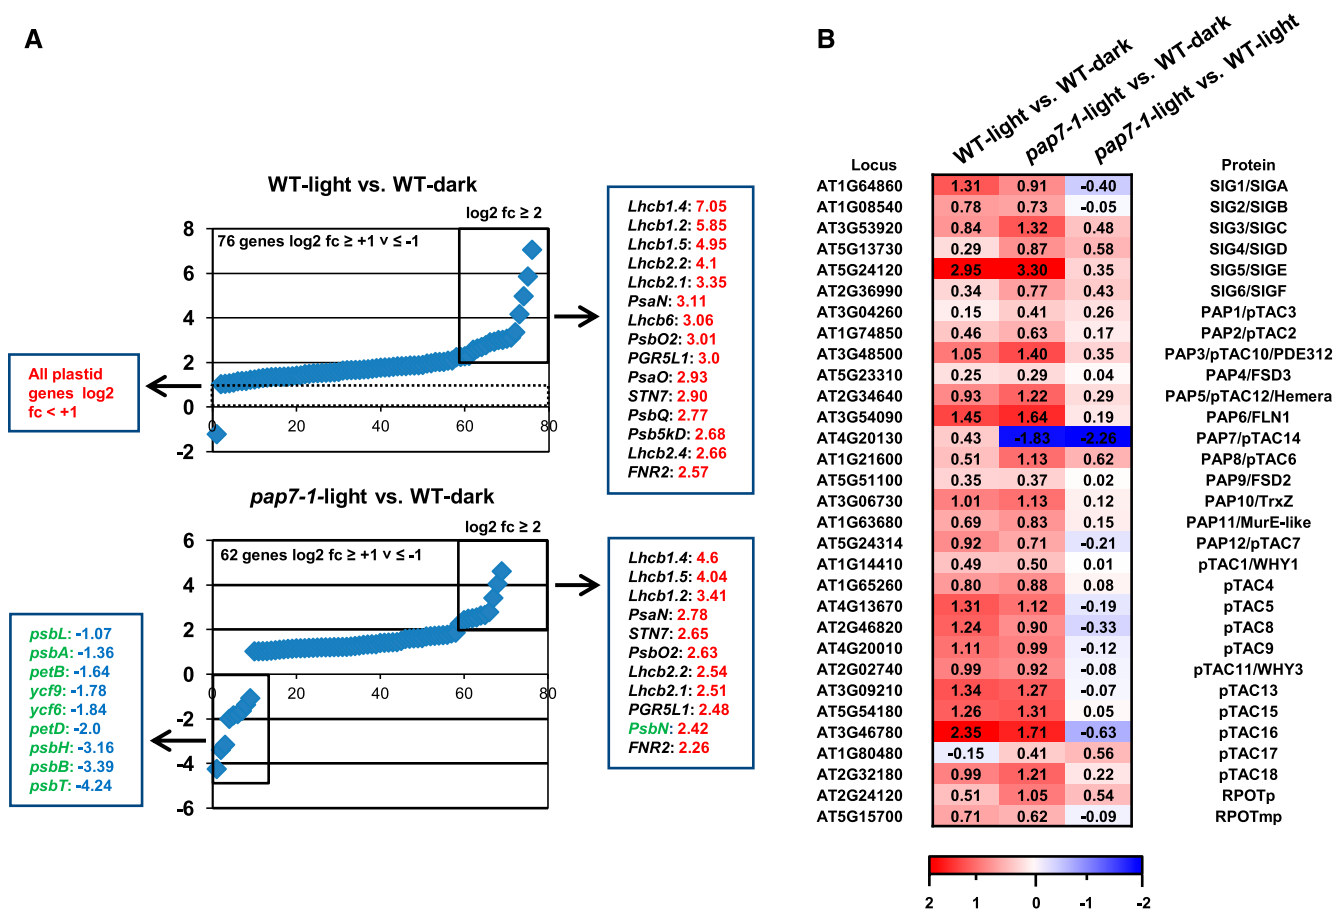 A
WT-light vs. WT-dark
log2 fc ≥ 2
76 genes log2 fc ≥ +1 ˅ ≤ -1
8
6
4
2
0
-2
0
20
40
60
80
All plastid
genes log2
fc < +1
Lhcb1.4: 7.05
Lhcb1.2: 5.85
Lhcb1.5: 4.95
Lhcb2.2: 4.1
Lhcb2.1: 3.35
PsaN: 3.11
Lhcb6: 3.06
PsbO2: 3.01
PGR5L1: 3.0
PsaO: 2.93
STN7: 2.90
PsbQ: 2.77
Psb5kD: 2.68
Lhcb2.4: 2.66
FNR2: 2.57
pap7-1-light vs. WT-dark
log2 fc ≥ 2
62 genes log2 fc ≥ +1 ˅ ≤ -1
6
4
2
0
-2
-4
-6
0
20
40
60
80
psbL: -1.07
psbA: -1.36
petB: -1.64
ycf9: -1.78
ycf6: -1.84
petD: -2.0
psbH: -3.16
psbB: -3.39
psbT: -4.24
Lhcb1.4: 4.6
Lhcb1.5: 4.04
Lhcb1.2: 3.41
PsaN: 2.78
STN7: 2.65
PsbO2: 2.63
Lhcb2.2: 2.54
Lhcb2.1: 2.51
PGR5L1: 2.48
PsbN: 2.42
FNR2: 2.26
B
WT-light vs. WT-dark
pap7-1-light vs. WT-dark
pap7-1-light vs. WT-light
Locus Protein
AT1G64860 1.31 0.91 -0.40 SIG1/SIGA
AT1G08540 0.78 0.73 -0.05 SIG2/SIGB
AT3G53920 0.84 1.32 0.48 SIG3/SIGC
AT5G13730 0.29 0.87 0.58 SIG4/SIGD
AT5G24120 2.95 3.30 0.35 SIG5/SIGE
AT2G36990 0.34 0.77 0.43 SIG6/SIGF
AT3G04260 0.15 0.41 0.26 PAP1/pTAC3
AT1G74850 0.46 0.63 0.17 PAP2/pTAC2
AT3G48500 1.05 1.40 0.35 PAP3/pTAC10/PDE312
AT5G23310 0.25 0.29 0.04 PAP4/FSD3
AT2G34640 0.93 1.22 0.29 PAP5/pTAC12/Hemera
AT3G54090 1.45 1.64 0.19 PAP6/FLN1
AT4G20130 0.43 -1.83 -2.26 PAP7/pTAC14
AT1G21600 0.51 1.13 0.62 PAP8/pTAC6
AT5G51100 0.35 0.37 0.02 PAP9/FSD2
AT3G06730 1.01 1.13 0.12 PAP10/TrxZ
AT1G63680 0.69 0.83 0.15 PAP11/MurE-like
AT5G24314 0.92 0.71 -0.21 PAP12/pTAC7
AT1G14410 0.49 0.50 0.01 pTAC1/WHY1
AT1G65260 0.80 0.88 0.08 pTAC4
AT4G13670 1.31 1.12 -0.19 pTAC5
AT2G46820 1.24 0.90 -0.33 pTAC8
AT4G20010 1.11 0.99 -0.12 pTAC9
AT2G02740 0.99 0.92 -0.08 pTAC11/WHY3
AT3G09210 1.34 1.27 -0.07 pTAC13
AT5G54180 1.26 1.31 0.05 pTAC15
AT3G46780 2.35 1.71 -0.63 pTAC16
AT1G80480 -0.15 0.41 0.56 pTAC17
AT2G32180 0.99 1.21 0.22 pTAC18
AT2G24120 0.51 1.05 0.54 RPOTp
AT5G15700 0.71 0.62 -0.09 RPOTmp
2 1 0 -1 -2